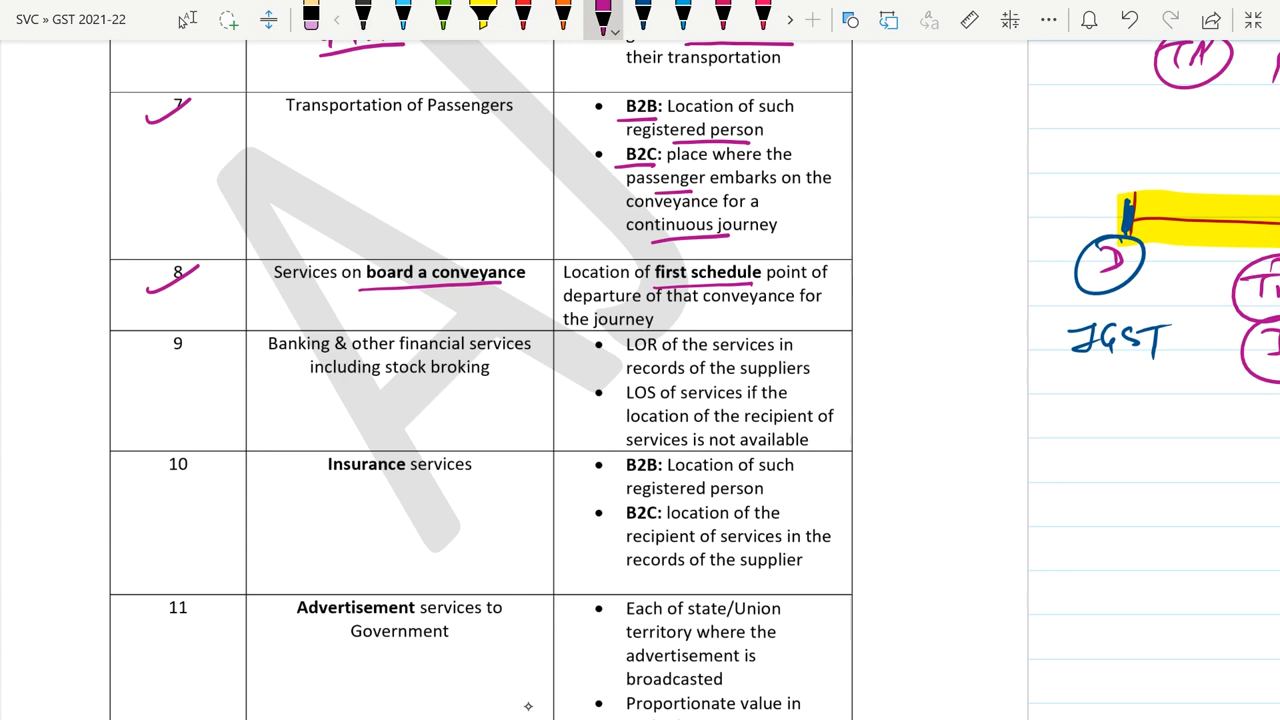 SVC » GST 2021-22
their transportation
7
Transportation of Passengers
• B2B: Location of such
registered person
• B2C: place where the
passenger embarks on the
conveyance for a
continuous journey
8
Services on board a conveyance
Location of first schedule point of
departure of that conveyance for
the journey
9
Banking & other financial services
including stock broking
• LOR of the services in
records of the suppliers
• LOS of services if the
location of the recipient of
services is not available
10
Insurance services
• B2B: Location of such
registered person
• B2C: location of the
recipient of services in the
records of the supplier
11
Advertisement services to
Government
• Each of state/Union
territory where the
advertisement is
broadcasted
• Proportionate value in
TN
D
IGST
AJ